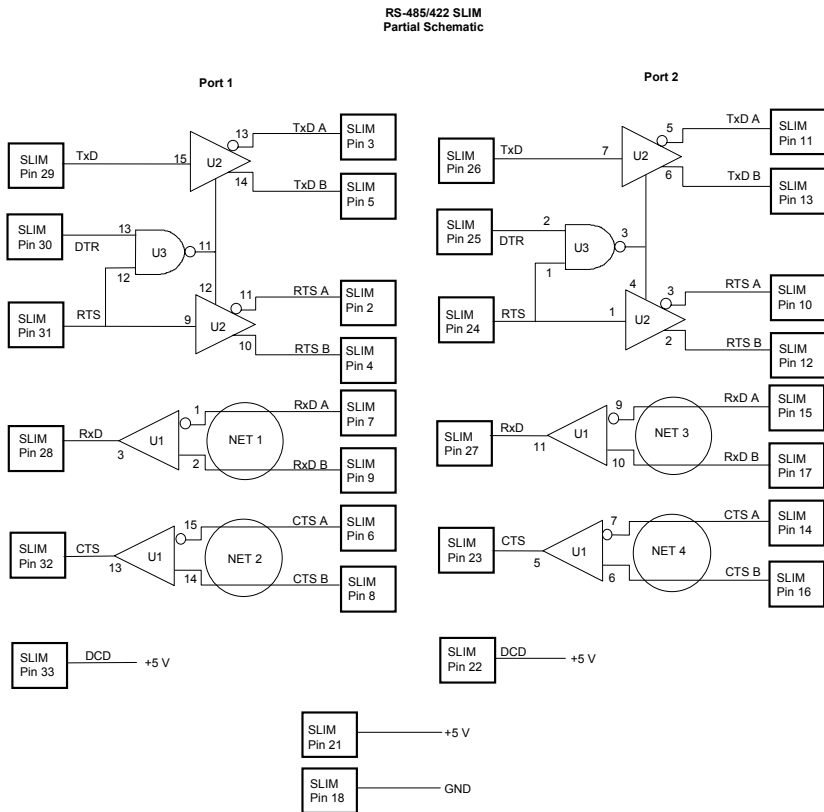 RS-485/422 SLIM
Partial Schematic
Port 1
Port 2
SLIM
Pin 29
TxD
15
U2
13
TxD A
SLIM
Pin 3
14
TxD B
SLIM
Pin 5
SLIM
Pin 30
13
DTR
12
U3
11
SLIM
Pin 31
RTS
9
12
U2
11
RTS A
SLIM
Pin 2
10
RTS B
SLIM
Pin 4
SLIM
Pin 28
RxD
3
U1
1
2
NET 1
RxD A
SLIM
Pin 7
RxD B
SLIM
Pin 9
SLIM
Pin 32
CTS
13
U1
15
14
NET 2
CTS A
SLIM
Pin 6
CTS B
SLIM
Pin 8
SLIM
Pin 33
DCD
+5 V
SLIM
Pin 26
TxD
7
U2
5
TxD A
SLIM
Pin 11
6
TxD B
SLIM
Pin 13
SLIM
Pin 25
2
DTR
1
U3
3
SLIM
Pin 24
RTS
1
4
U2
3
RTS A
SLIM
Pin 10
2
RTS B
SLIM
Pin 12
SLIM
Pin 27
RxD
11
U1
9
10
NET 3
RxD A
SLIM
Pin 15
RxD B
SLIM
Pin 17
SLIM
Pin 23
CTS
5
U1
7
6
NET 4
CTS A
SLIM
Pin 14
CTS B
SLIM
Pin 16
SLIM
Pin 22
DCD
+5 V
SLIM
Pin 21
+5 V
SLIM
Pin 18
GND